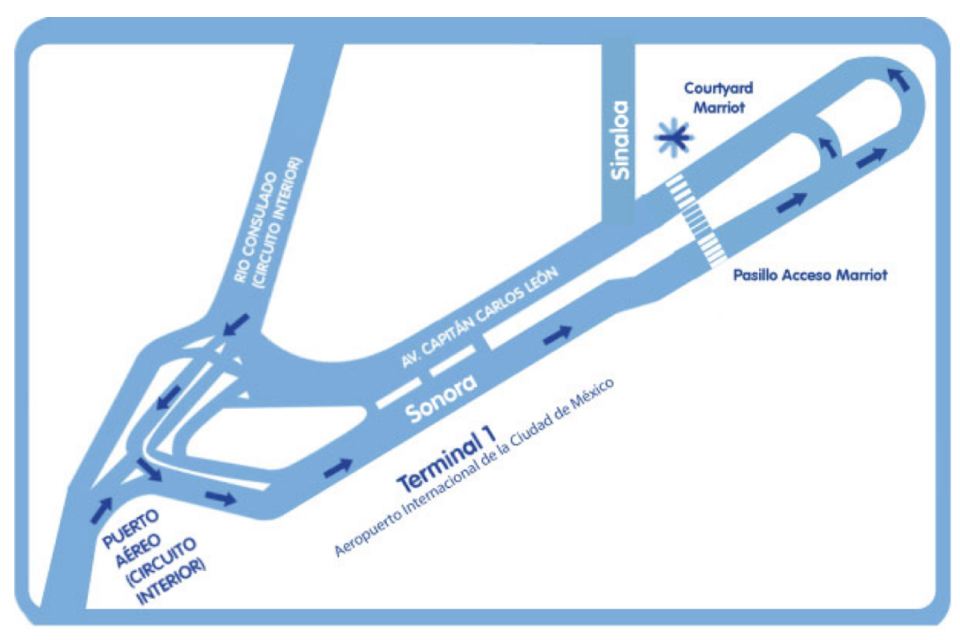 Courtyard
Marriot
Sinaloa
RIO CONSULADO
(CIRCUITO INTERIOR)
Pasillo Acceso Marriot
AV. CAPITÁN CARLOS LEÓN
Sonora
Terminal 1
Aeropuerto Internacional de la Ciudad de México
PUERTO
AÉREO
(CIRCUITO
INTERIOR)